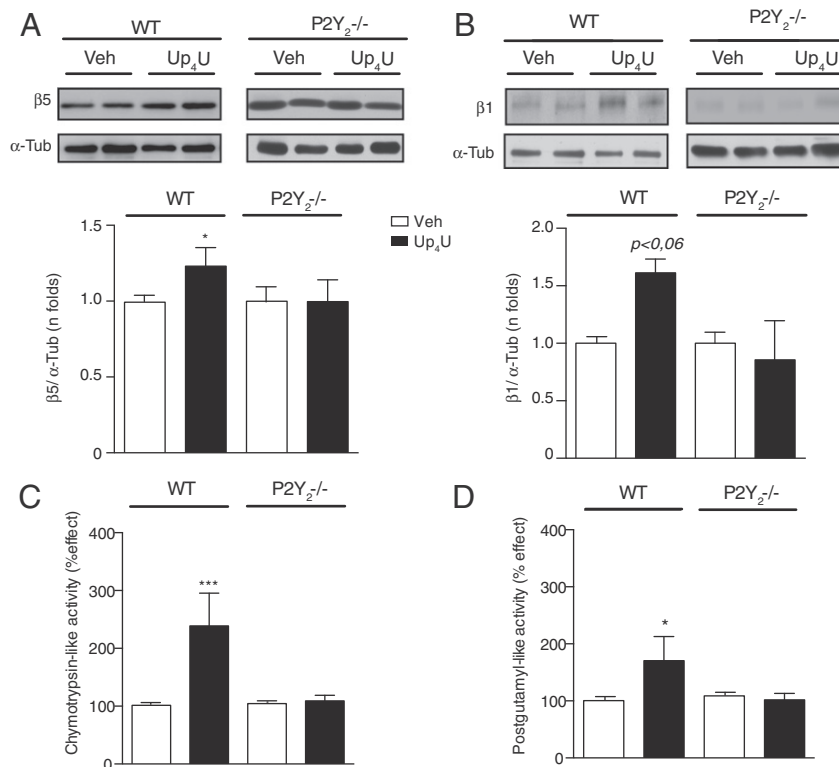 A
WT
P2Y₂-/-
Veh
Up₄U
Veh
Up₄U
β5
α-Tub
WT
P2Y₂-/-
1.5
1.0
0.5
0
β5/ α-Tub (n folds)
*
Veh
Up₄U
B
WT
P2Y₂-/-
Veh
Up₄U
Veh
Up₄U
β1
α-Tub
WT
P2Y₂-/-
2.0
1.5
1.0
0.5
0
β1/ α-Tub (n folds)
p<0,06
C
WT
P2Y₂-/-
400
300
200
100
0
Chymotrypsin-like activity (%effect)
***
D
WT
P2Y₂-/-
400
300
200
100
0
Postgutamyl-like activity (% effect)
*